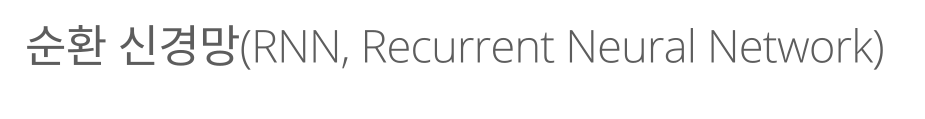 순환 신경망(RNN, Recurrent Neural Network)